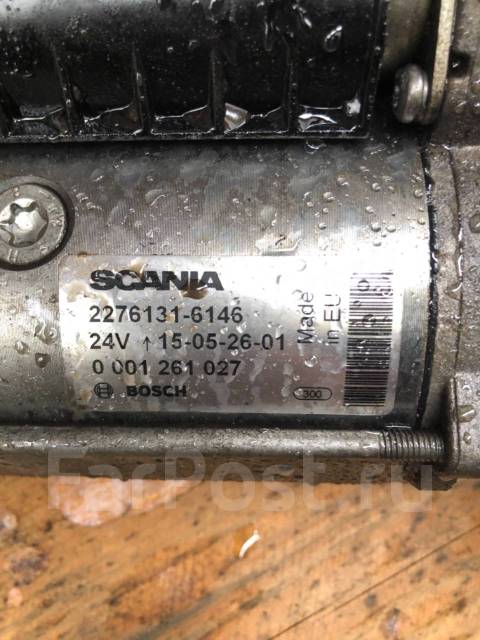 SCANIA
2276131-6146
24V ↑ 15-05-26-01
0 001 261 027
BOSCH
Made
in EU
300
FarPost.ru